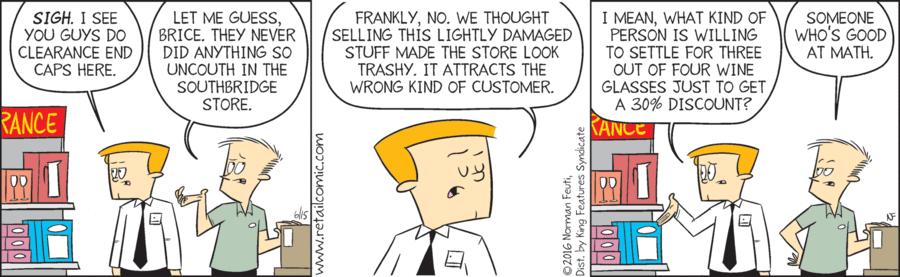 SIGH. I SEE
YOU GUYS DO
CLEARANCE END
CAPS HERE.
LET ME GUESS,
BRICE. THEY NEVER
DID ANYTHING SO
UNCOUTH IN THE
SOUTHBRIDGE
STORE.
RANCE
6/15
www.retailcomic.com
FRANKLY, NO. WE THOUGHT
SELLING THIS LIGHTLY DAMAGED
STUFF MADE THE STORE LOOK
TRASHY. IT ATTRACTS THE
WRONG KIND OF CUSTOMER.
©2016 Norman Feuti,
Dist. by King Features Syndicate
I MEAN, WHAT KIND OF
PERSON IS WILLING
TO SETTLE FOR THREE
OUT OF FOUR WINE
GLASSES JUST TO GET
A 30% DISCOUNT?
SOMEONE
WHO'S GOOD
AT MATH.
RANCE
NF